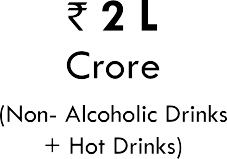 ₹ 2 L
Crore
(Non- Alcoholic Drinks
+ Hot Drinks)